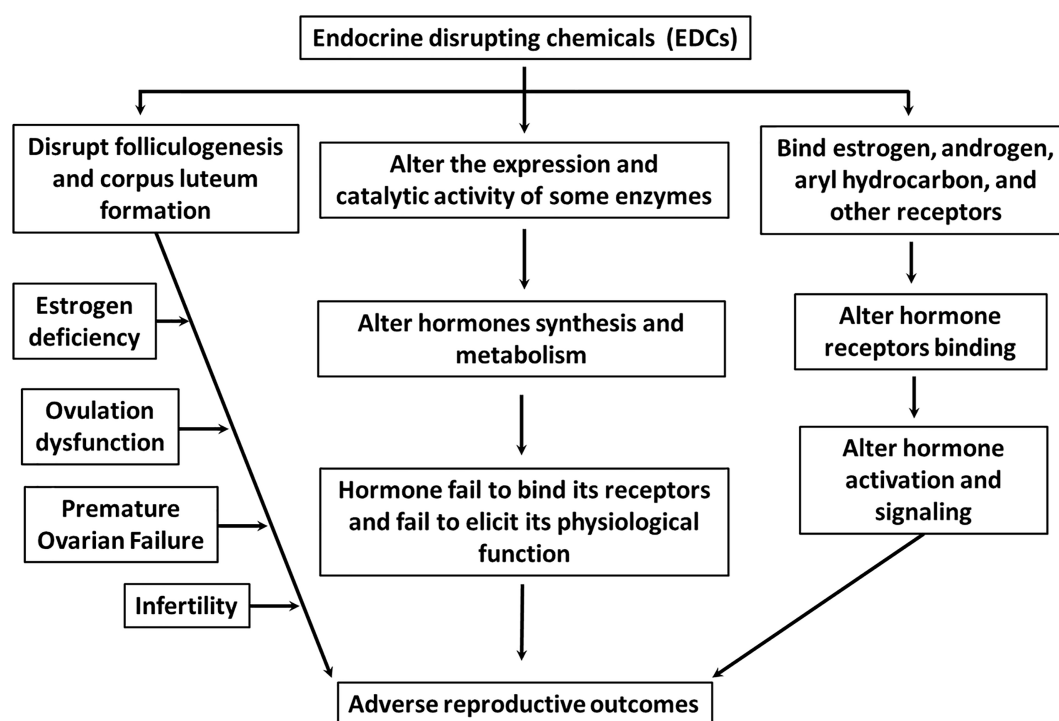 Endocrine disrupting chemicals (EDCs)
Disrupt folliculogenesis
and corpus luteum
formation
Alter the expression and
catalytic activity of some enzymes
Bind estrogen, androgen,
aryl hydrocarbon, and
other receptors
Estrogen
deficiency
Alter hormones synthesis and
metabolism
Alter hormone
receptors binding
Ovulation
dysfunction
Alter hormone
activation and
signaling
Hormone fail to bind its receptors
and fail to elicit its physiological
function
Premature
Ovarian Failure
Infertility
Adverse reproductive outcomes